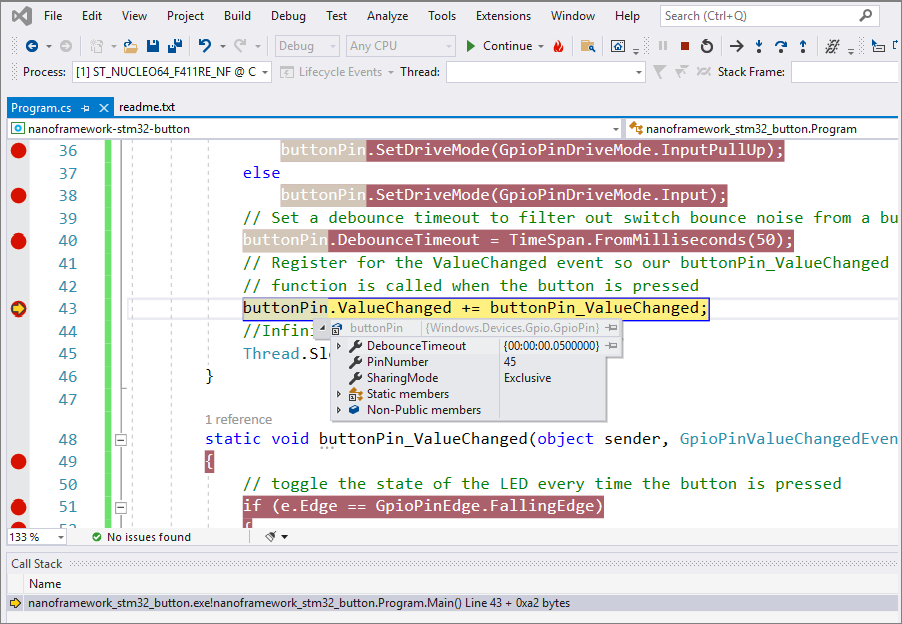 File Edit View Project Build Debug Test Analyze Tools Extensions Window Help Search (Ctrl+Q)
Debug Any CPU Continue
Process: [1] ST_NUCLEO64_F411RE_NF @ C Lifecycle Events Thread: Stack Frame:
Program.cs readme.txt
nanoframework-stm32-button nanoframework_stm32_button.Program
36 buttonPin.SetDriveMode(GpioPinDriveMode.InputPullUp);
37 else
38 buttonPin.SetDriveMode(GpioPinDriveMode.Input);
39 // Set a debounce timeout to filter out switch bounce noise from a bu
40 buttonPin.DebounceTimeout = TimeSpan.FromMilliseconds(50);
41 // Register for the ValueChanged event so our buttonPin_ValueChanged
42 // function is called when the button is pressed
43 buttonPin.ValueChanged += buttonPin_ValueChanged;
44 //Infini
buttonPin {Windows.Devices.Gpio.GpioPin}
45 Thread.Sl
DebounceTimeout {00:00:00.0500000}
PinNumber 45
SharingMode Exclusive
Static members
Non-Public members
46 }
47
1 reference
48 static void buttonPin_ValueChanged(object sender, GpioPinValueChangedEven
49 {
50 // toggle the state of the LED every time the button is pressed
51 if (e.Edge == GpioPinEdge.FallingEdge)
52 {
133 % No issues found
Call Stack
Name
nanoframework_stm32_button.exe!nanoframework_stm32_button.Program.Main() Line 43 + 0xa2 bytes